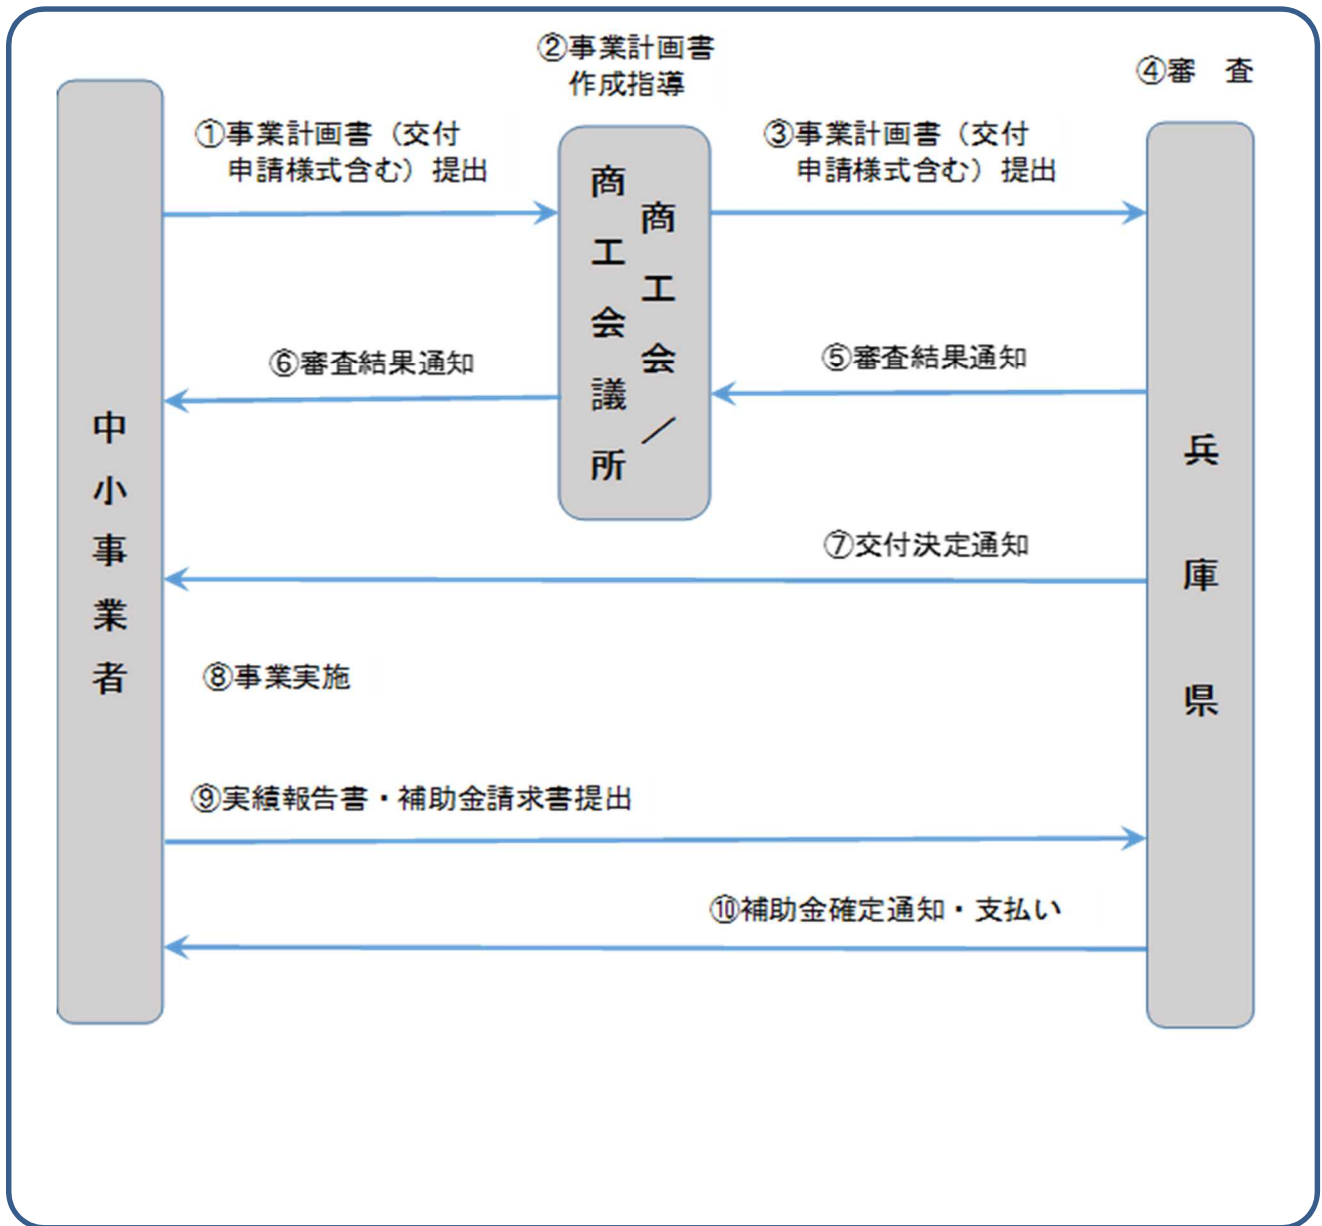 ②事業計画書
作成指導
④審　査
①事業計画書（交付
申請様式含む）提出
③事業計画書（交付
申請様式含む）提出
商工会／
商工会議所
⑥審査結果通知
⑤審査結果通知
中小事業者
兵庫県
⑦交付決定通知
⑧事業実施
⑨実績報告書・補助金請求書提出
⑩補助金確定通知・支払い